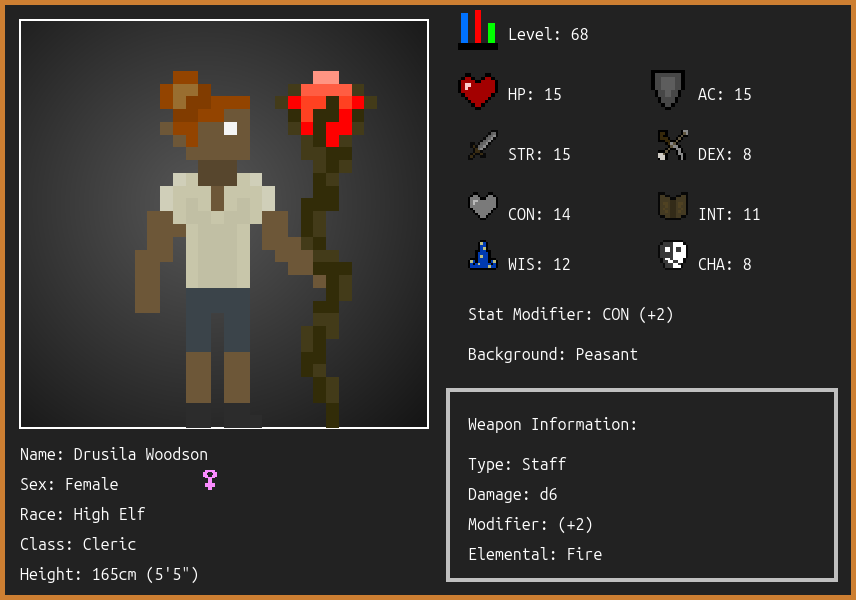 Level: 68
HP: 15
AC: 15
STR: 15
DEX: 8
CON: 14
INT: 11
WIS: 12
CHA: 8
Stat Modifier: CON (+2)
Background: Peasant
Weapon Information:
Type: Staff
Damage: d6
Modifier: (+2)
Elemental: Fire
Name: Drusila Woodson
Sex: Female
Race: High Elf
Class: Cleric
Height: 165cm (5'5")